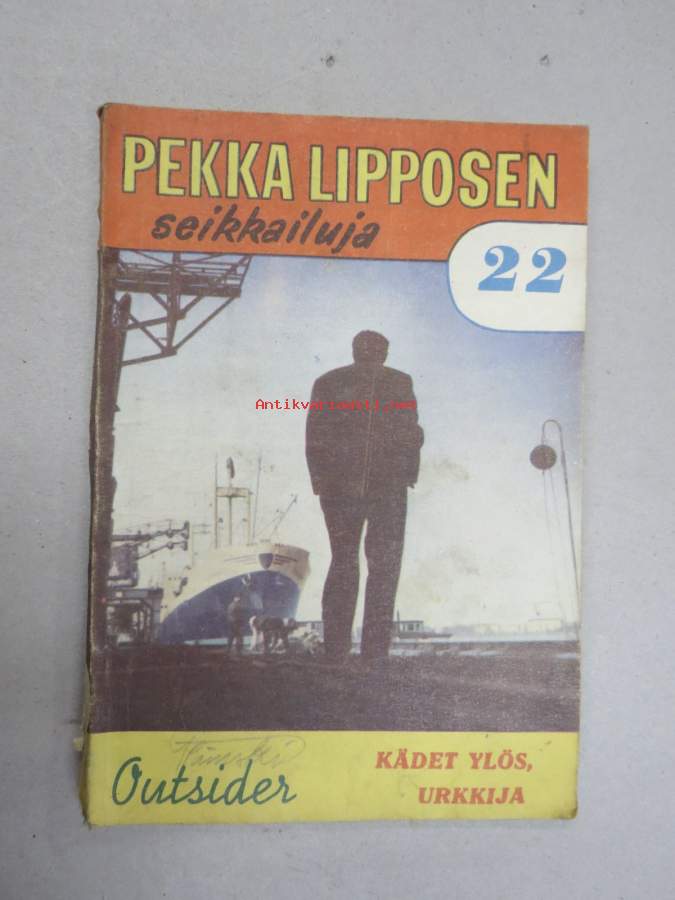 PEKKA LIPPOSEN
seikkailuja
22
Antikvariaatti.net
Outsider
KÄDET YLÖS,
URKKIJA